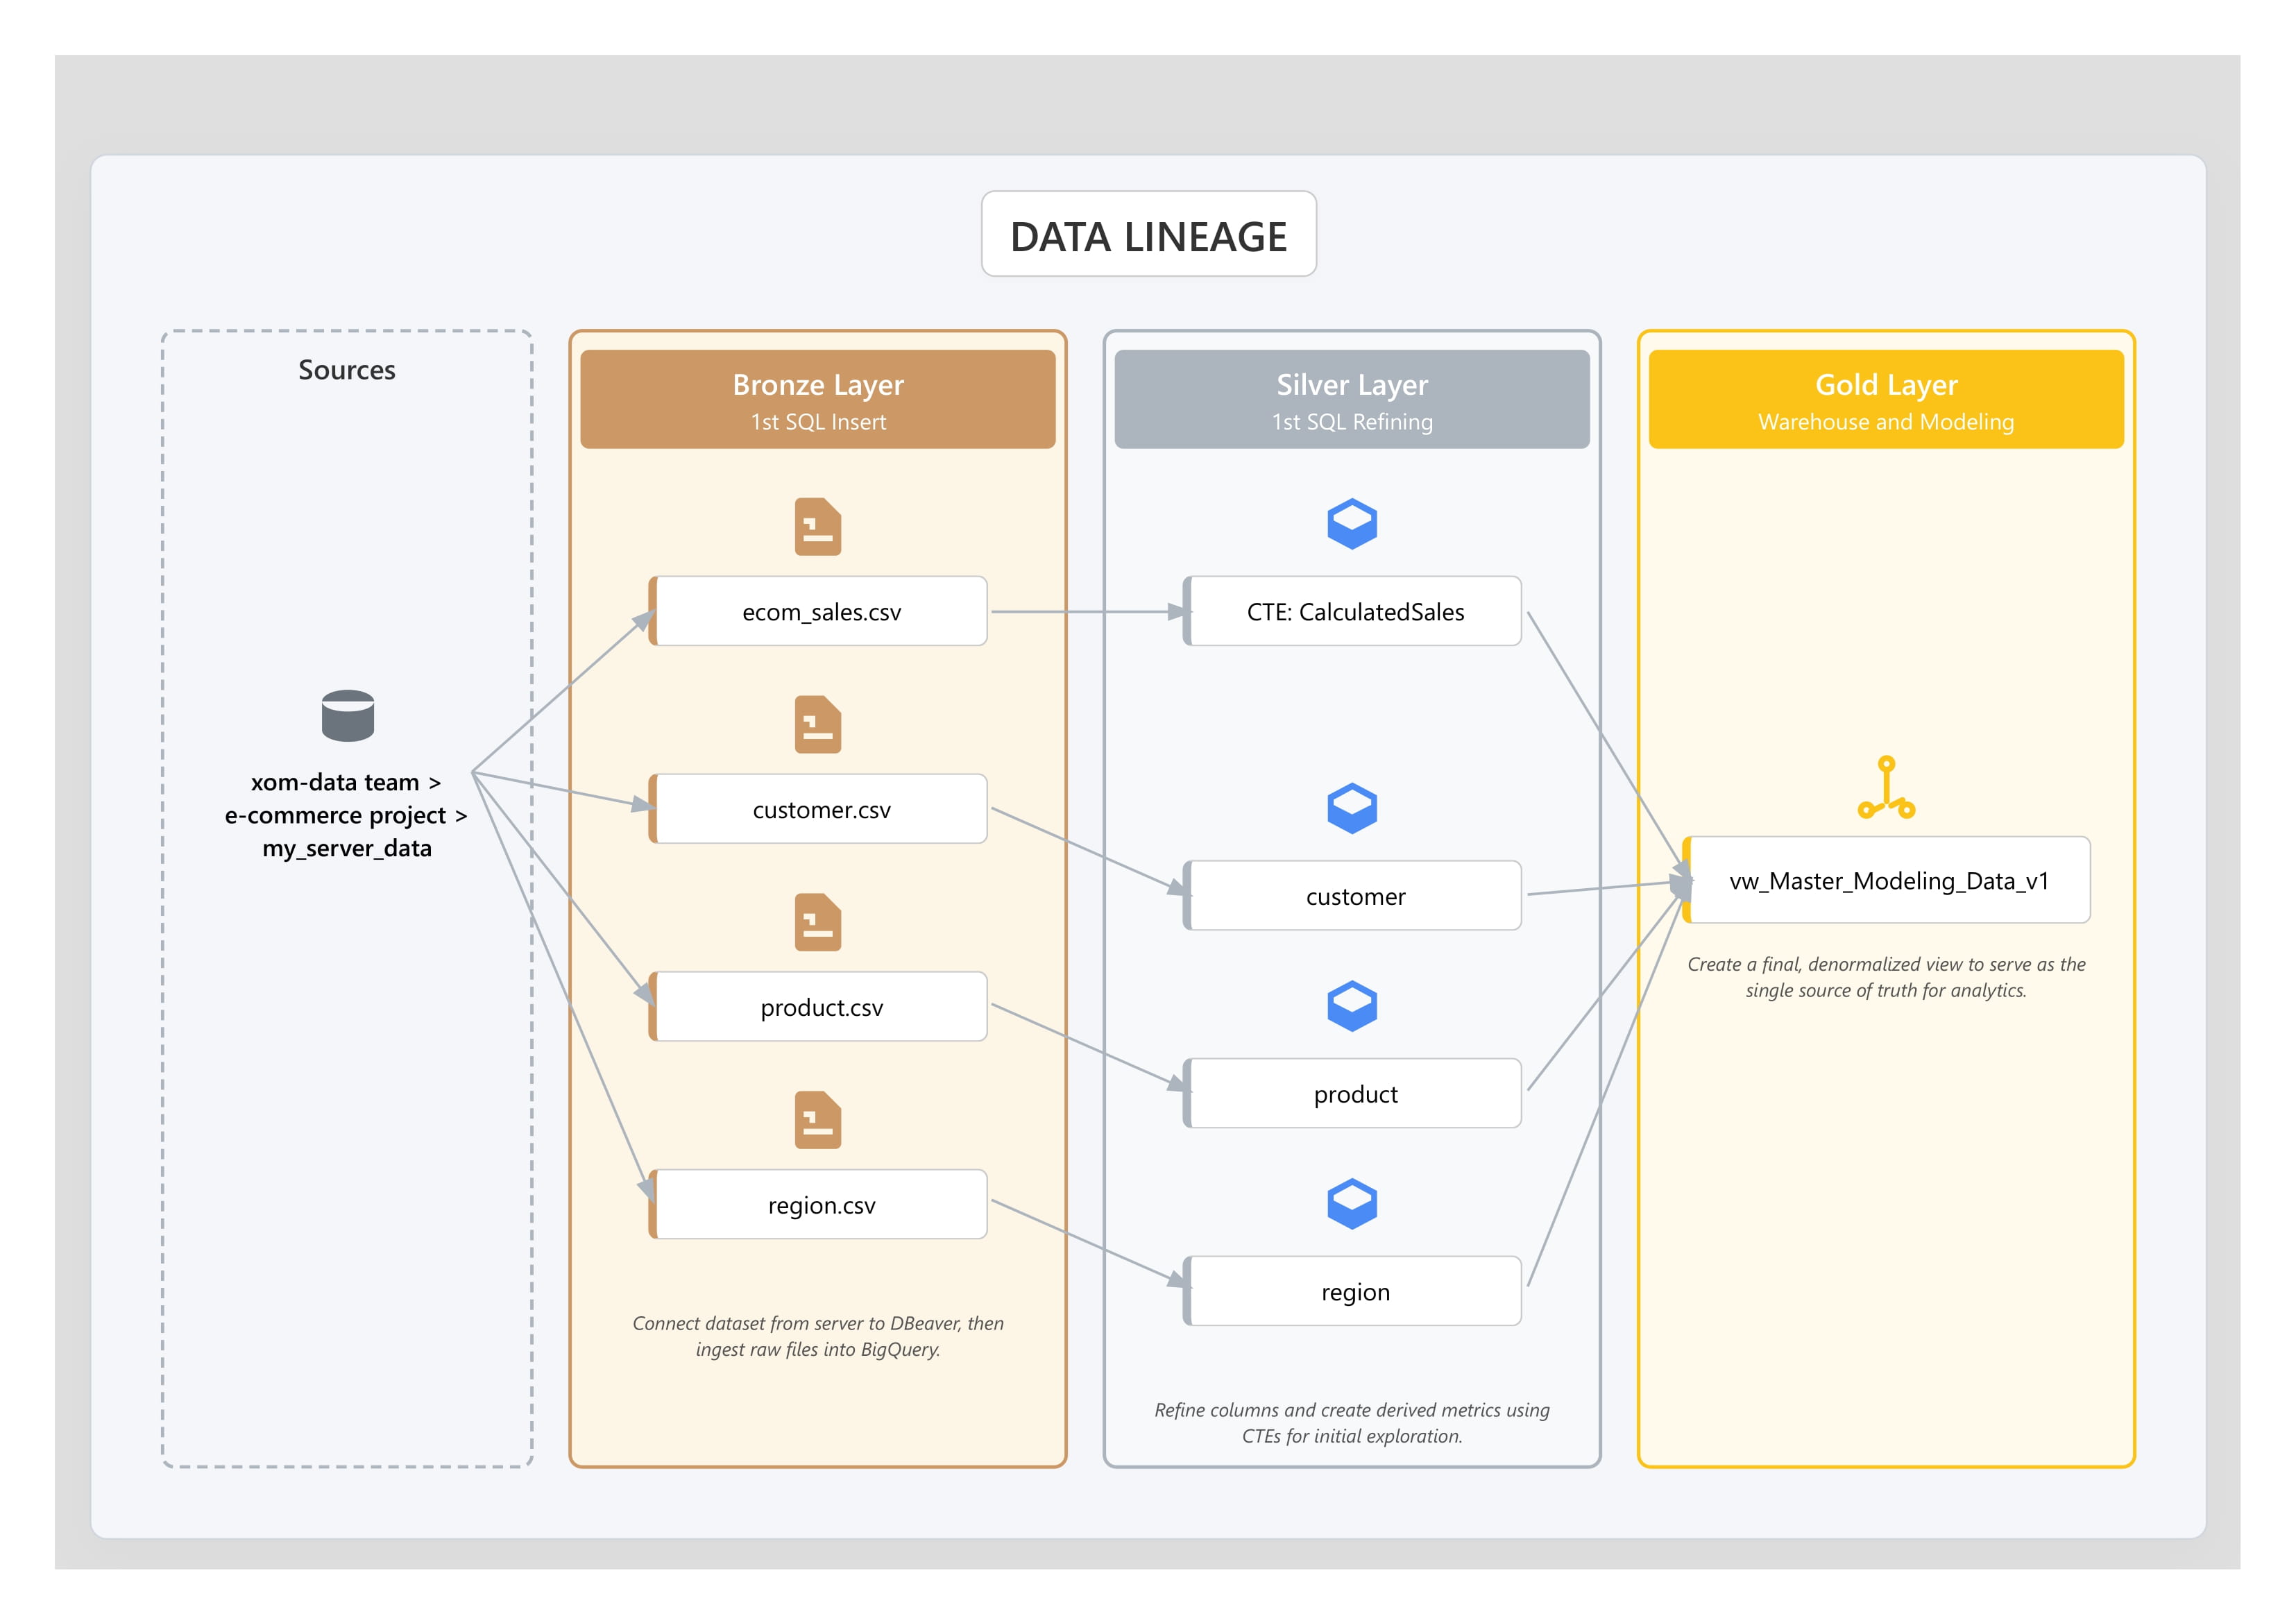 DATA LINEAGE
Sources
xom-data team >
e-commerce project >
my_server_data
Bronze Layer
1st SQL Insert
ecom_sales.csv
customer.csv
product.csv
region.csv
Connect dataset from server to DBeaver, then
ingest raw files into BigQuery.
Silver Layer
1st SQL Refining
CTE: CalculatedSales
customer
product
region
Refine columns and create derived metrics using
CTEs for initial exploration.
Gold Layer
Warehouse and Modeling
vw_Master_Modeling_Data_v1
Create a final, denormalized view to serve as the
single source of truth for analytics.